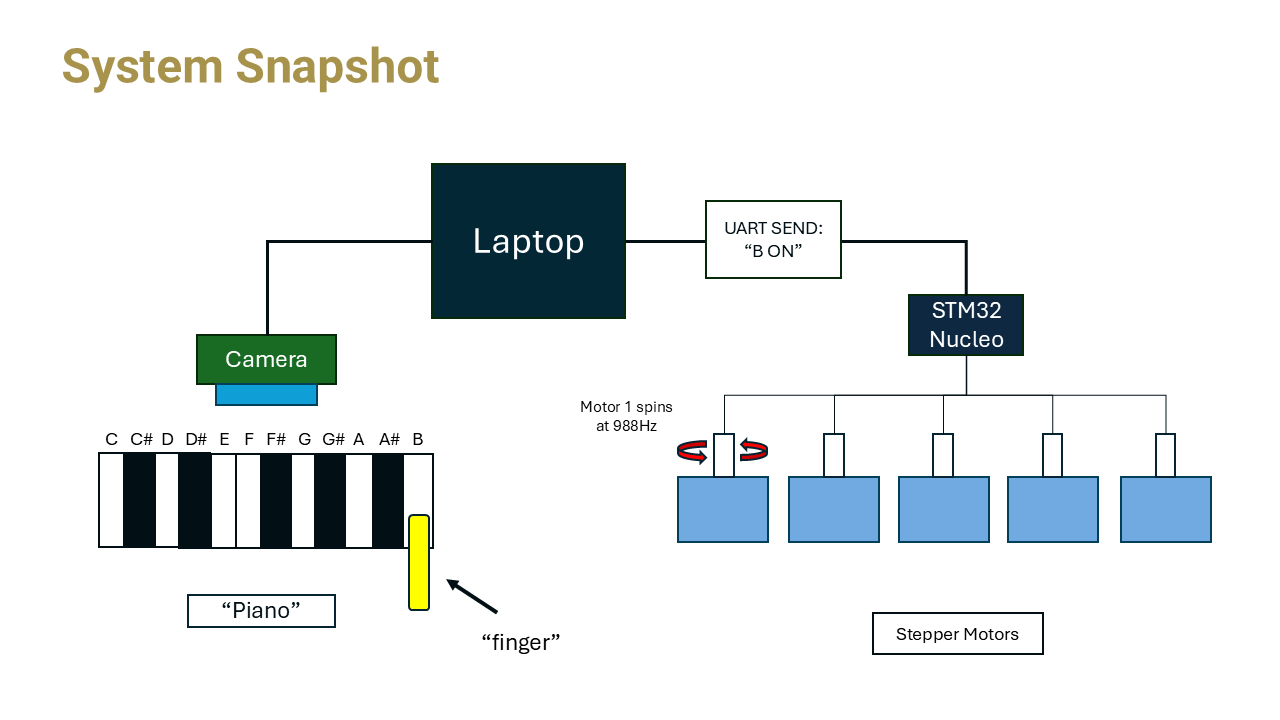 System Snapshot
Laptop
UART SEND:
“B ON”
STM32
Nucleo
Camera
Motor 1 spins
at 988Hz
C C# D D# E F F# G G# A A# B
“Piano”
“finger”
Stepper Motors